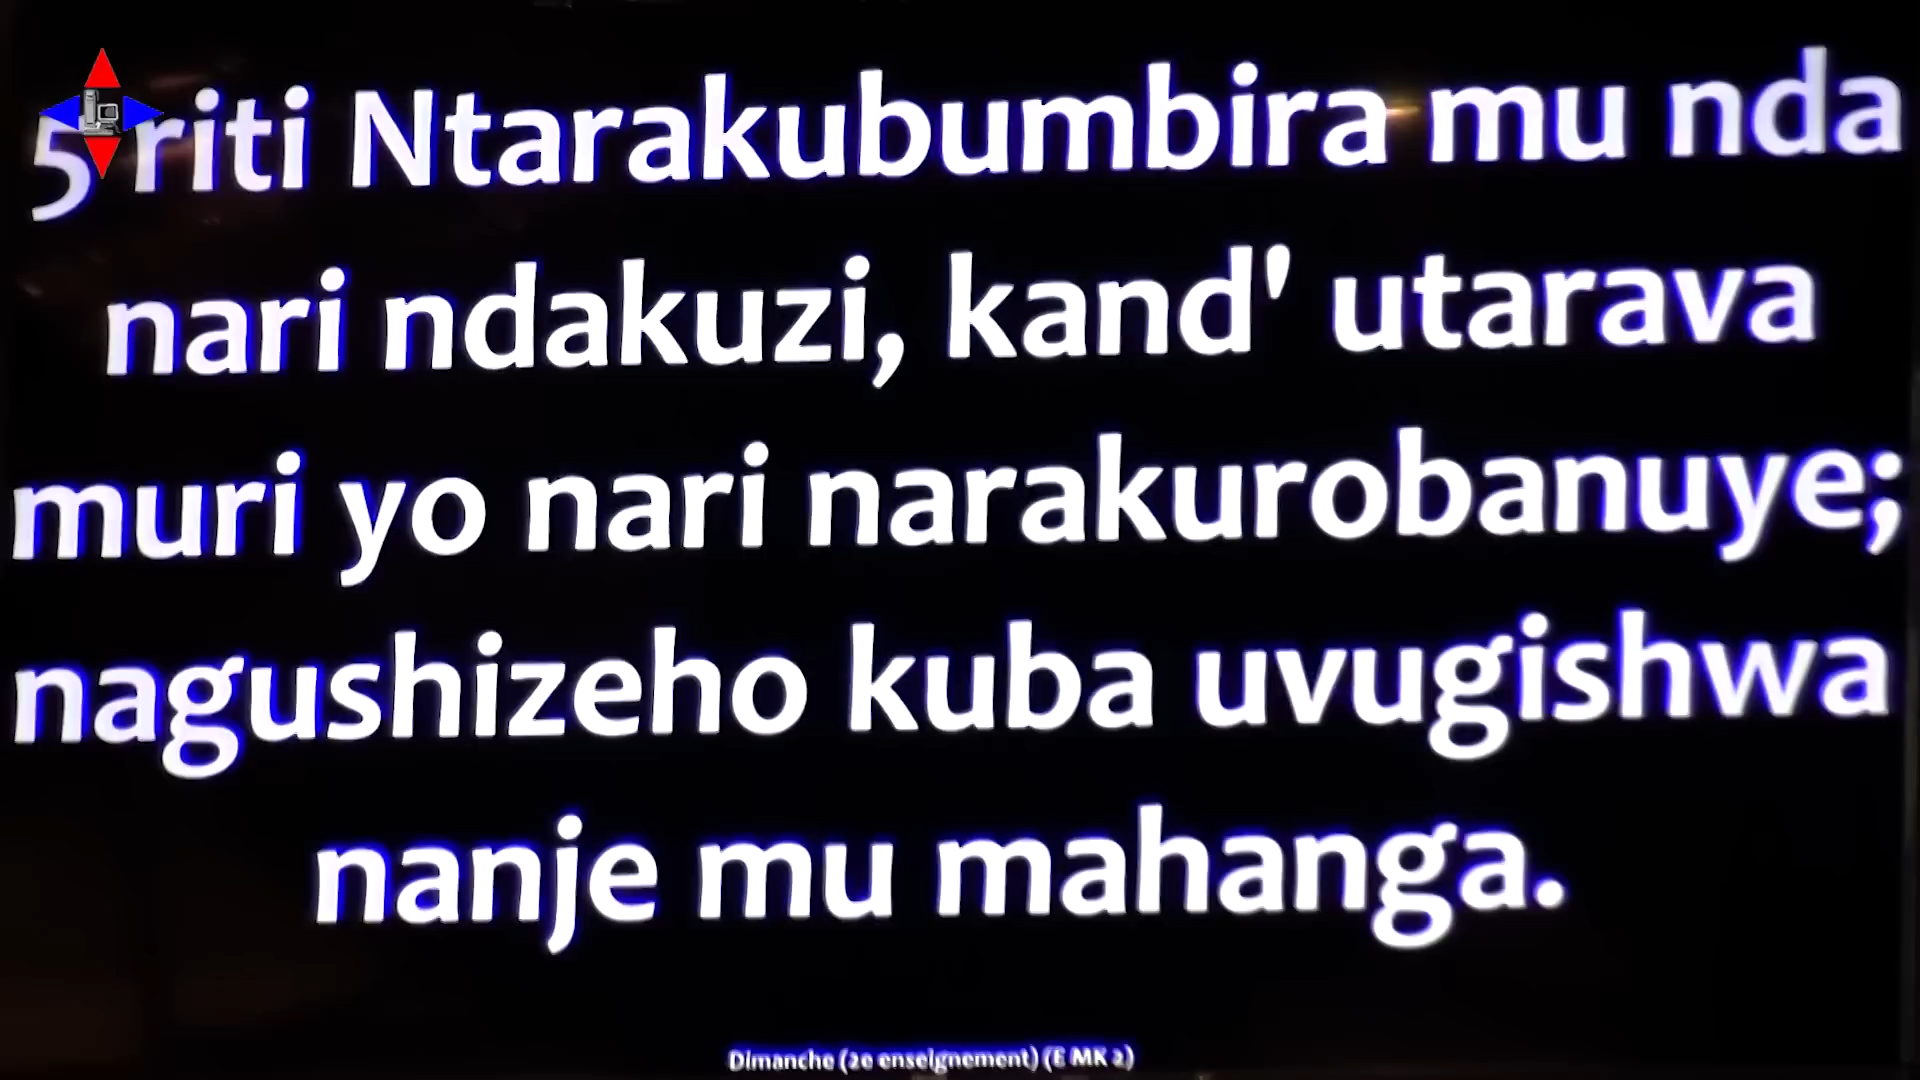 5 riti Ntarakubumbira mu nda
nari ndakuzi, kand' utarava
muri yo nari narakurobanuye;
nagushizeho kuba uvugishwa
nanje mu mahanga.
Dimanche (2e enseignement) (E MK 2)